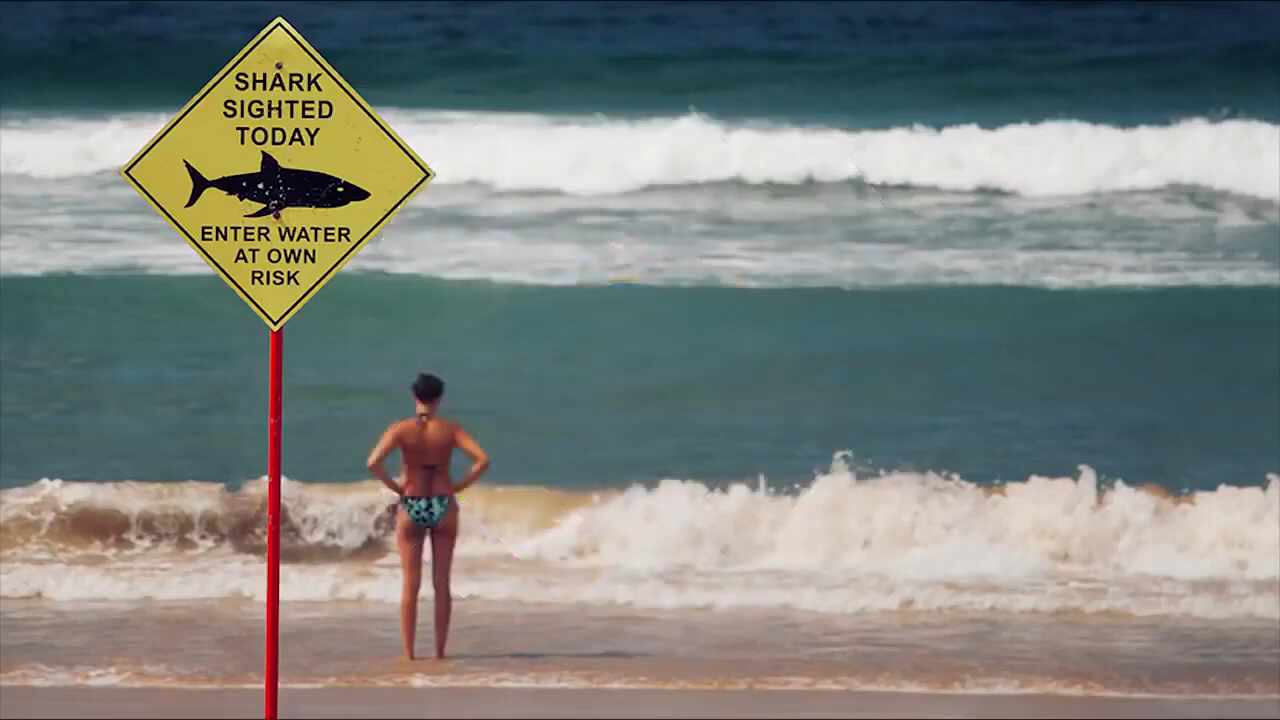 SHARK
SIGHTED
TODAY
ENTER WATER
AT OWN
RISK